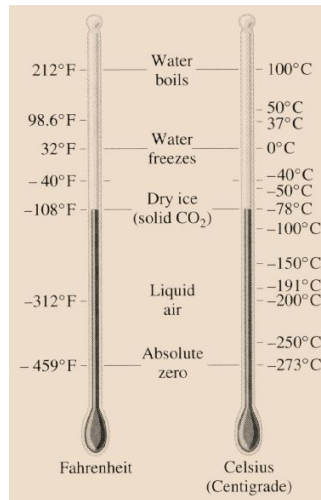 212°F
Water
boils
100°C
50°C
98.6°F
37°C
32°F
Water
freezes
0°C
-40°F
-40°C
-50°C
-108°F
Dry ice
(solid CO₂)
-78°C
-100°C
-150°C
-191°C
-312°F
Liquid
air
-200°C
-250°C
-459°F
Absolute
zero
-273°C
Fahrenheit
Celsius
(Centigrade)